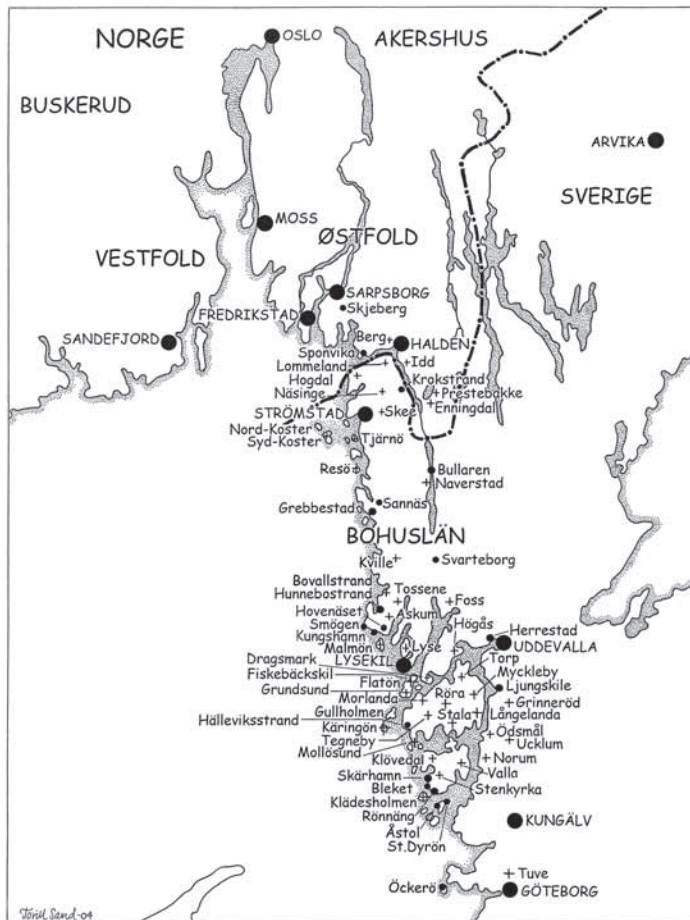 NORGE
OSLO
AKERSHUS
BUSKERUD
ARVIKA
SVERIGE
MOSS
ØSTFOLD
VESTFOLD
SARPSBORG
Skjeberg
FREDRIKSTAD
SANDEFJORD
Berg
HALDEN
Sponvika
Lommeland
Idd
Hogdal
Krokstrand
Näsinge
Prestebakke
Enningdal
STRÖMSTAD
Skee
Nord-Koster
Syd-Koster
Tjärnö
Resö
Bullaren
Naverstad
Sannäs
Grebbestad
BOHUSLÄN
Kville
Svarteborg
Bovallstrand
Hunnebostrand
Tossene
Foss
Hovenäset
Askum
Högås
Smögen
Herrestad
Kungshamn
UDDEVALLA
Malmön
Lyse
Dragsmark
LYSEKIL
Torp
Fiskebäckskil
Myckleby
Grundsund
Flatön
Röra
Ljungskile
Morlanda
Grinneröd
Gullholmen
Stala
Långelanda
Hälleviksstrand
Käringön
Ödsmål
Tegneby
Ucklum
Mollösund
Klövedal
Norum
Valla
Skärhamn
Stenkyrka
Bleket
Klädesholmen
Rönnäng
Åstol
St.Dyrön
KUNGÄLV
Tuve
Öckerö
GÖTEBORG
Toril Sand-04